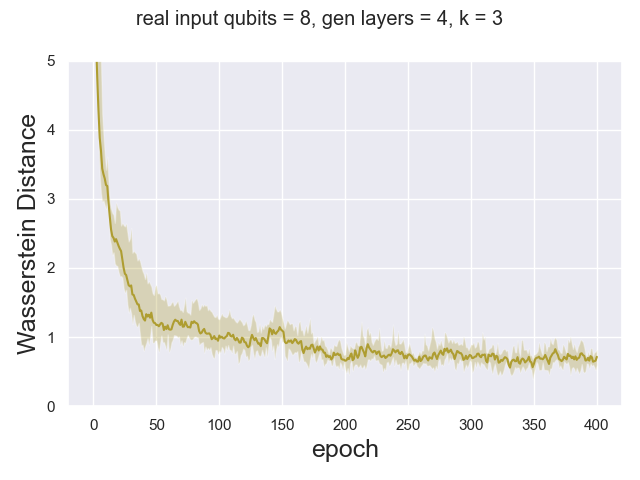 real input qubits = 8, gen layers = 4, k = 3
5
4
3
2
1
0
Wasserstein Distance
0 50 100 150 200 250 300 350 400
epoch